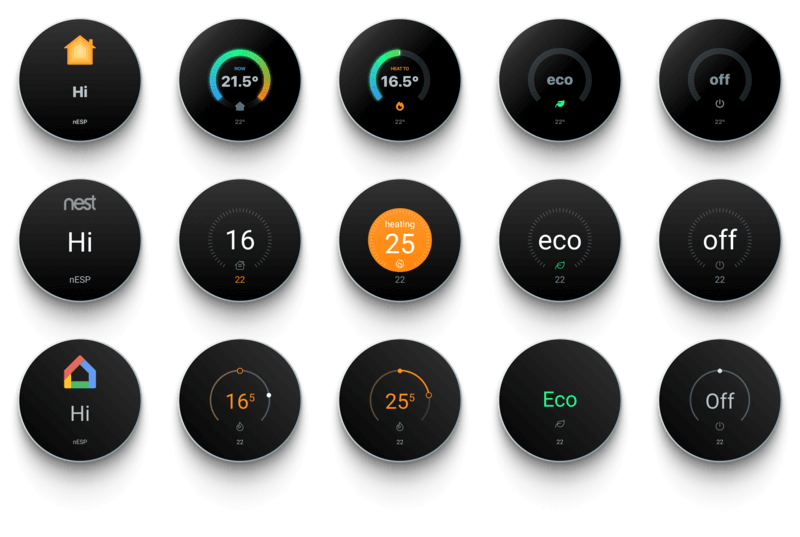 Hi
nESP
NOW
21.5°
22°
HEAT TO
16.5°
22°
eco
22°
off
22°
nest
Hi
nESP
16
22
heating
25
22
eco
22
off
22
Hi
nESP
16⁵
22
25⁵
22
Eco
22
Off
22